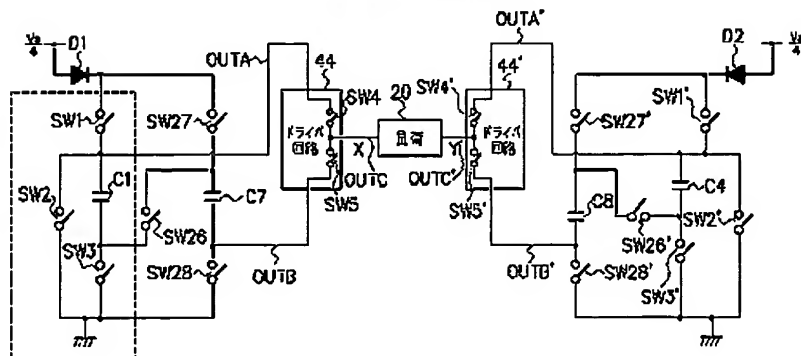 Vs/4
D1
OUTA
44
SW4
20
SW4'
44'
OUTA'
D2
Vs/4
SW1
SW27
ドライバ
回路
負荷
ドライバ
回路
SW27'
SW1'
X
Y
OUTC
OUTC'
SW2
C1
C7
SW5
SW5'
C8
C4
SW26
SW26'
SW2'
SW3
SW28
OUTB
OUTB'
SW28'
SW3'